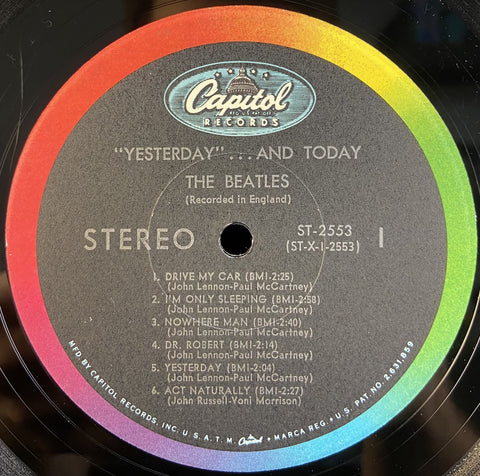 Capitol
REG. U.S. PAT. OFF.
RECORDS
"YESTERDAY"...AND TODAY
THE BEATLES
(Recorded in England)
STEREO
ST-2553
(ST-X-1-2553)
1
1. DRIVE MY CAR (BMI-2:25)
(John Lennon-Paul McCartney)
2. I'M ONLY SLEEPING (BMI-2:58)
(John Lennon-Paul McCartney)
3. NOWHERE MAN (BMI-2:40)
(John Lennon-Paul McCartney)
4. DR. ROBERT (BMI-2:14)
(John Lennon-Paul McCartney)
5. YESTERDAY (BMI-2:04)
(John Lennon-Paul McCartney)
6. ACT NATURALLY (BMI-2:27)
(John Russell-Voni Morrison)
MFD. BY CAPITOL RECORDS, INC. U.S.A. T.M. Capitol • MARCA REG. • U.S. PAT. NO. 2,631,859